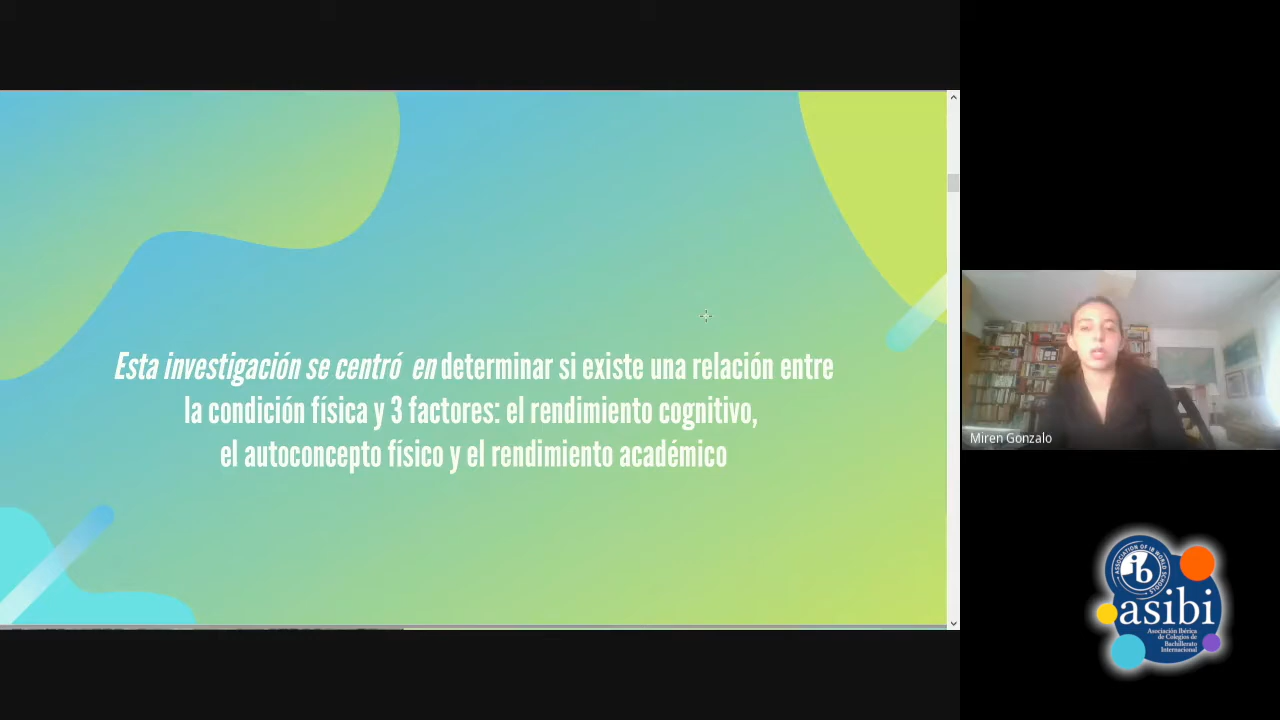 Esta investigación se centró en determinar si existe una relación entre
la condición física y 3 factores: el rendimiento cognitivo,
el autoconcepto físico y el rendimiento académico
Miren Gonzalo
ASSOCIATION OF IB WORLD SCHOOLS
ib
asibi
Asociación Ibérica
de Colegios de
Bachillerato
Internacional